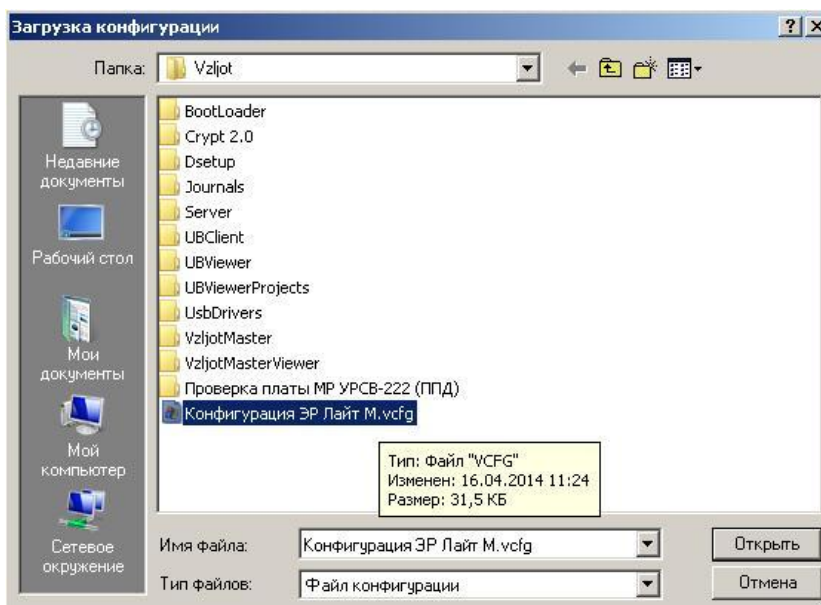 Загрузка конфигурации
Папка: Vzljot
BootLoader
Crypt 2.0
Dsetup
Journals
Server
UBClient
UBViewer
UBViewerProjects
UsbDrivers
VzljotMaster
VzljotMasterViewer
Проверка платы МР УРСВ-222 (ППД)
Конфигурация ЭР Лайт М.vcfg
Недавние
документы
Рабочий стол
Мои
документы
Мой
компьютер
Сетевое
окружение
Тип: Файл "VCFG"
Изменен: 16.04.2014 11:24
Размер: 31,5 КБ
Имя файла: Конфигурация ЭР Лайт М.vcfg Открыть
Тип файлов: Файл конфигурации Отмена